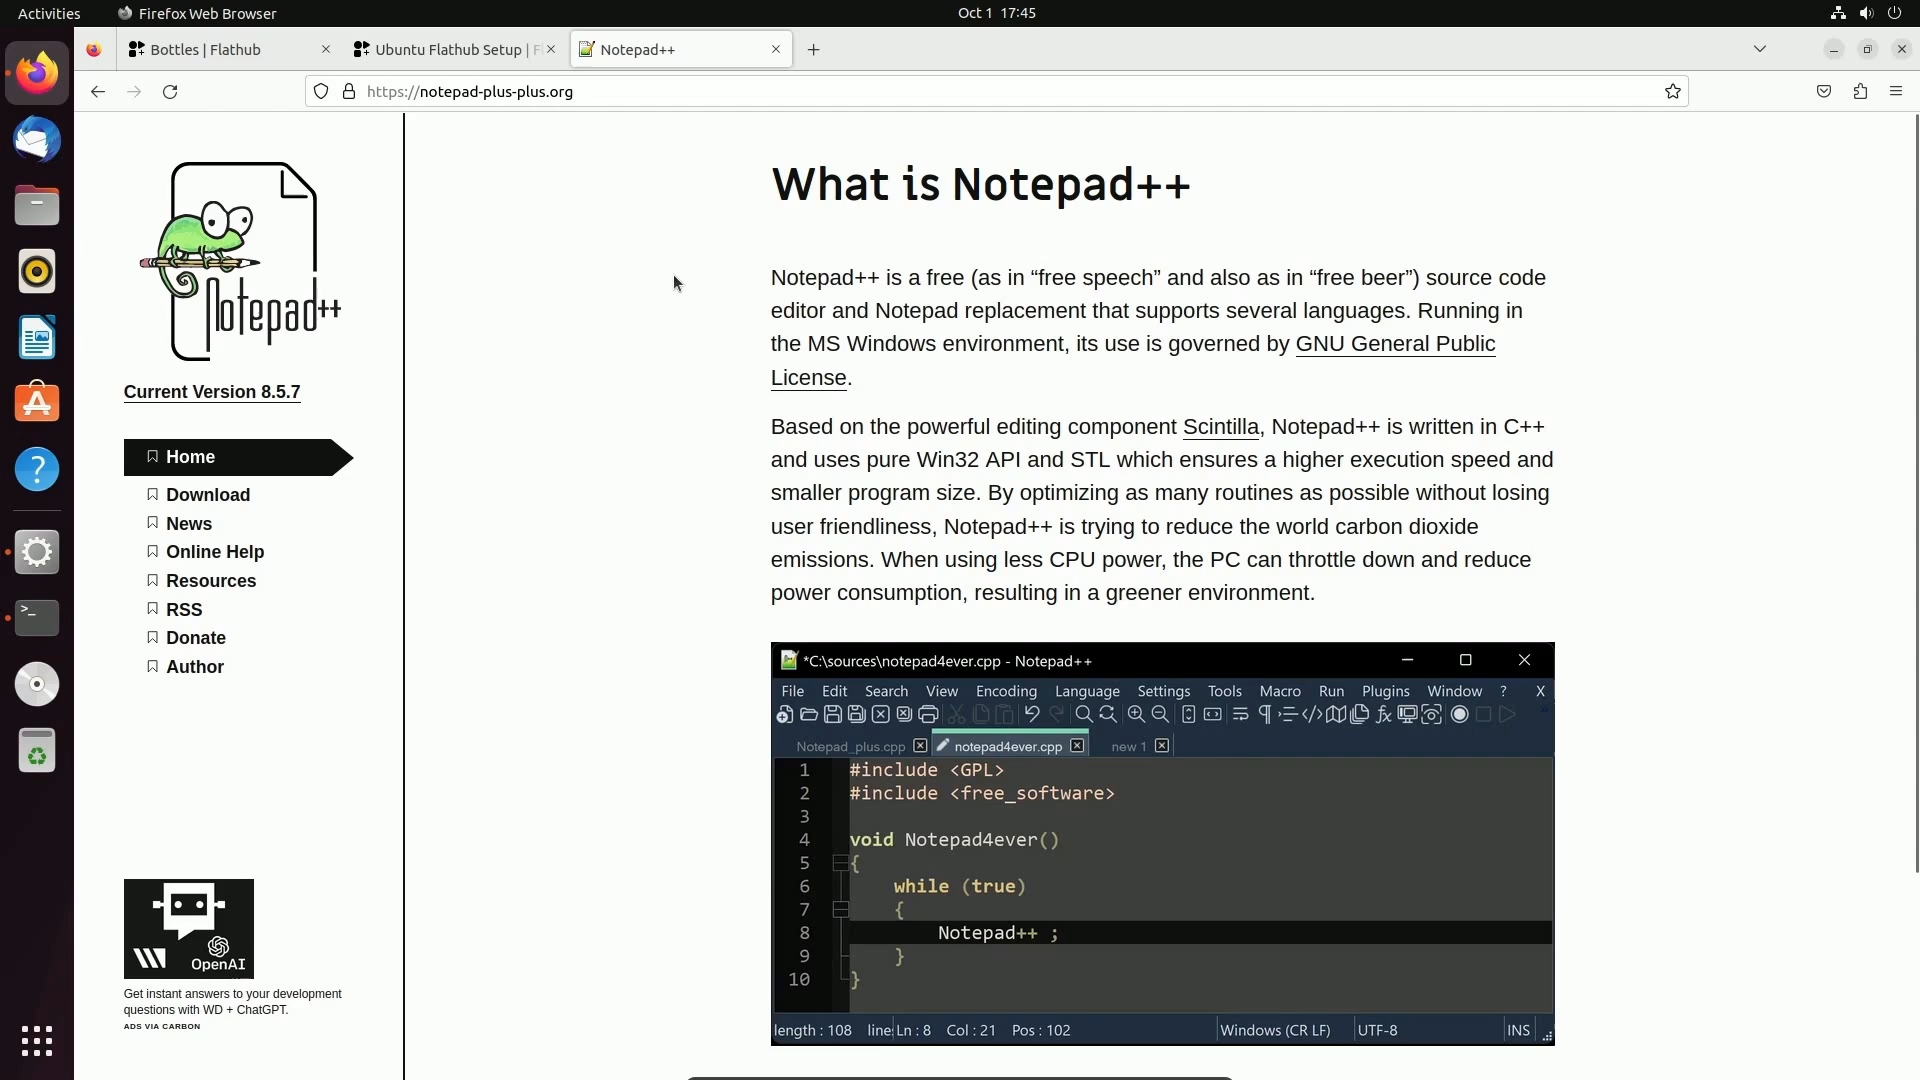 Activities
Firefox Web Browser
Oct 1 17:45
Bottles | Flathub
Ubuntu Flathub Setup | Fl
Notepad++
https://notepad-plus-plus.org
Notepad++
Current Version 8.5.7
Home
Download
News
Online Help
Resources
RSS
Donate
Author
OpenAI
Get instant answers to your development
questions with WD + ChatGPT.
ADS VIA CARBON
What is Notepad++
Notepad++ is a free (as in “free speech” and also as in “free beer”) source code
editor and Notepad replacement that supports several languages. Running in
the MS Windows environment, its use is governed by GNU General Public
License.
Based on the powerful editing component Scintilla, Notepad++ is written in C++
and uses pure Win32 API and STL which ensures a higher execution speed and
smaller program size. By optimizing as many routines as possible without losing
user friendliness, Notepad++ is trying to reduce the world carbon dioxide
emissions. When using less CPU power, the PC can throttle down and reduce
power consumption, resulting in a greener environment.
*C:\sources\notepad4ever.cpp - Notepad++
File Edit Search View Encoding Language Settings Tools Macro Run Plugins Window ? X
Notepad_plus.cpp notepad4ever.cpp new 1
1 #include <GPL>
2 #include <free_software>
3
4 void Notepad4ever()
5 {
6 while (true)
7 {
8 Notepad++ ;
9 }
10 }
length : 108 line Ln : 8 Col : 21 Pos : 102 Windows (CR LF) UTF-8 INS